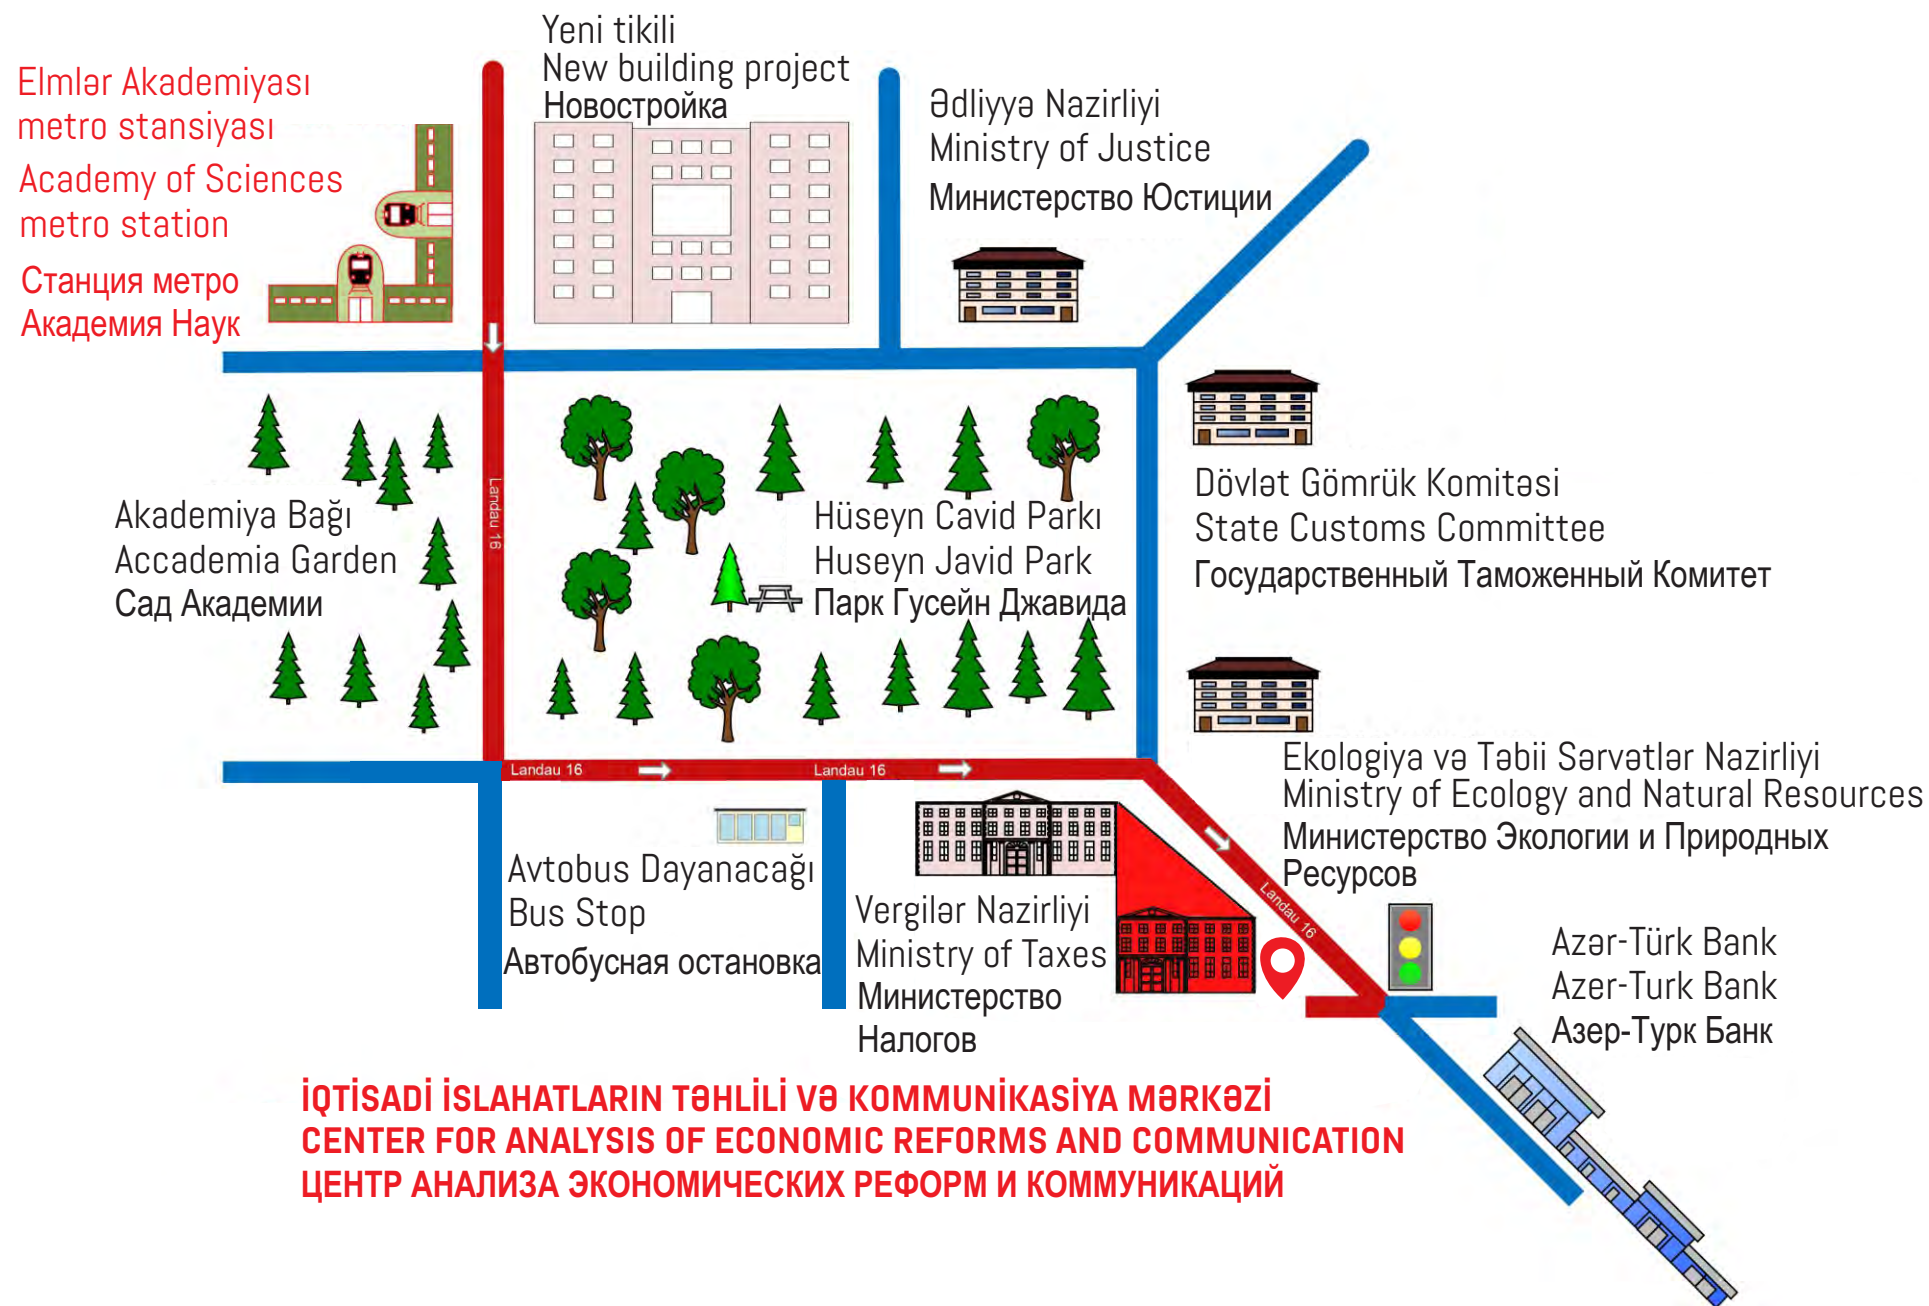 Elmlər Akademiyası
metro stansiyası
Academy of Sciences
metro station
Станция метро
Академия Наук
Yeni tikili
New building project
Новостройка
Ədliyyə Nazirliyi
Ministry of Justice
Министерство Юстиции
Landau 16
Akademiya Bağı
Accademia Garden
Сад Академии
Hüseyn Cavid Parkı
Huseyn Javid Park
Парк Гусейн Джавида
Dövlət Gömrük Komitəsi
State Customs Committee
Государственный Таможенный Комитет
Landau 16
Landau 16
Ekologiya və Təbii Sərvətlər Nazirliyi
Ministry of Ecology and Natural Resources
Министерство Экологии и Природных
Ресурсов
Avtobus Dayanacağı
Bus Stop
Автобусная остановка
Vergilər Nazirliyi
Ministry of Taxes
Министерство
Налогов
Landau 16
Azər-Türk Bank
Azer-Turk Bank
Азер-Турк Банк
İQTİSADİ İSLAHATLARIN TƏHLİLİ VƏ KOMMUNİKASİYA MƏRKƏZİ
CENTER FOR ANALYSIS OF ECONOMIC REFORMS AND COMMUNICATION
ЦЕНТР АНАЛИЗА ЭКОНОМИЧЕСКИХ РЕФОРМ И КОММУНИКАЦИЙ